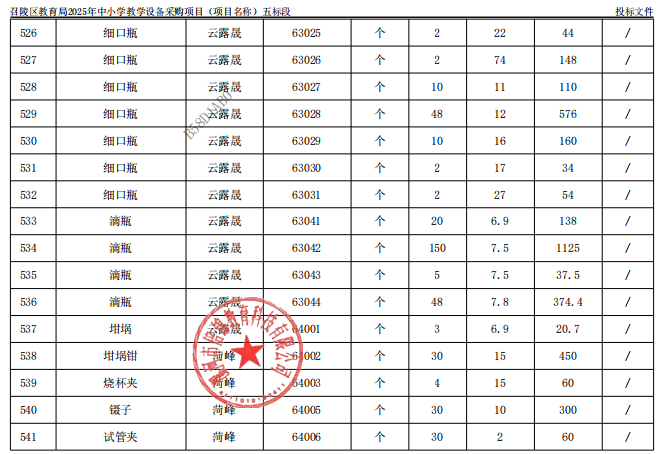 召陵区教育局2025年中小学教学设备采购项目（项目名称）五标段 投标文件
526 细口瓶 云露晟 63025 个 2 22 44 /
527 细口瓶 云露晟 63026 个 2 74 148 /
528 细口瓶 云露晟 63027 个 10 11 110 /
529 细口瓶 云露晟 63028 个 48 12 576 /
530 细口瓶 云露晟 63029 个 10 16 160 /
531 细口瓶 云露晟 63030 个 2 17 34 /
532 细口瓶 云露晟 63031 个 2 27 54 /
533 滴瓶 云露晟 63041 个 20 6.9 138 /
534 滴瓶 云露晟 63042 个 150 7.5 1125 /
535 滴瓶 云露晟 63043 个 5 7.5 37.5 /
536 滴瓶 云露晟 63044 个 48 7.8 374.4 /
537 坩埚 云露晟 64001 个 3 6.9 20.7 /
538 坩埚钳 菏峰 64002 个 30 15 450 /
539 烧杯夹 菏峰 64003 个 4 15 60 /
540 镊子 菏峰 64005 个 30 10 300 /
541 试管夹 菏峰 64006 个 30 2 60 /